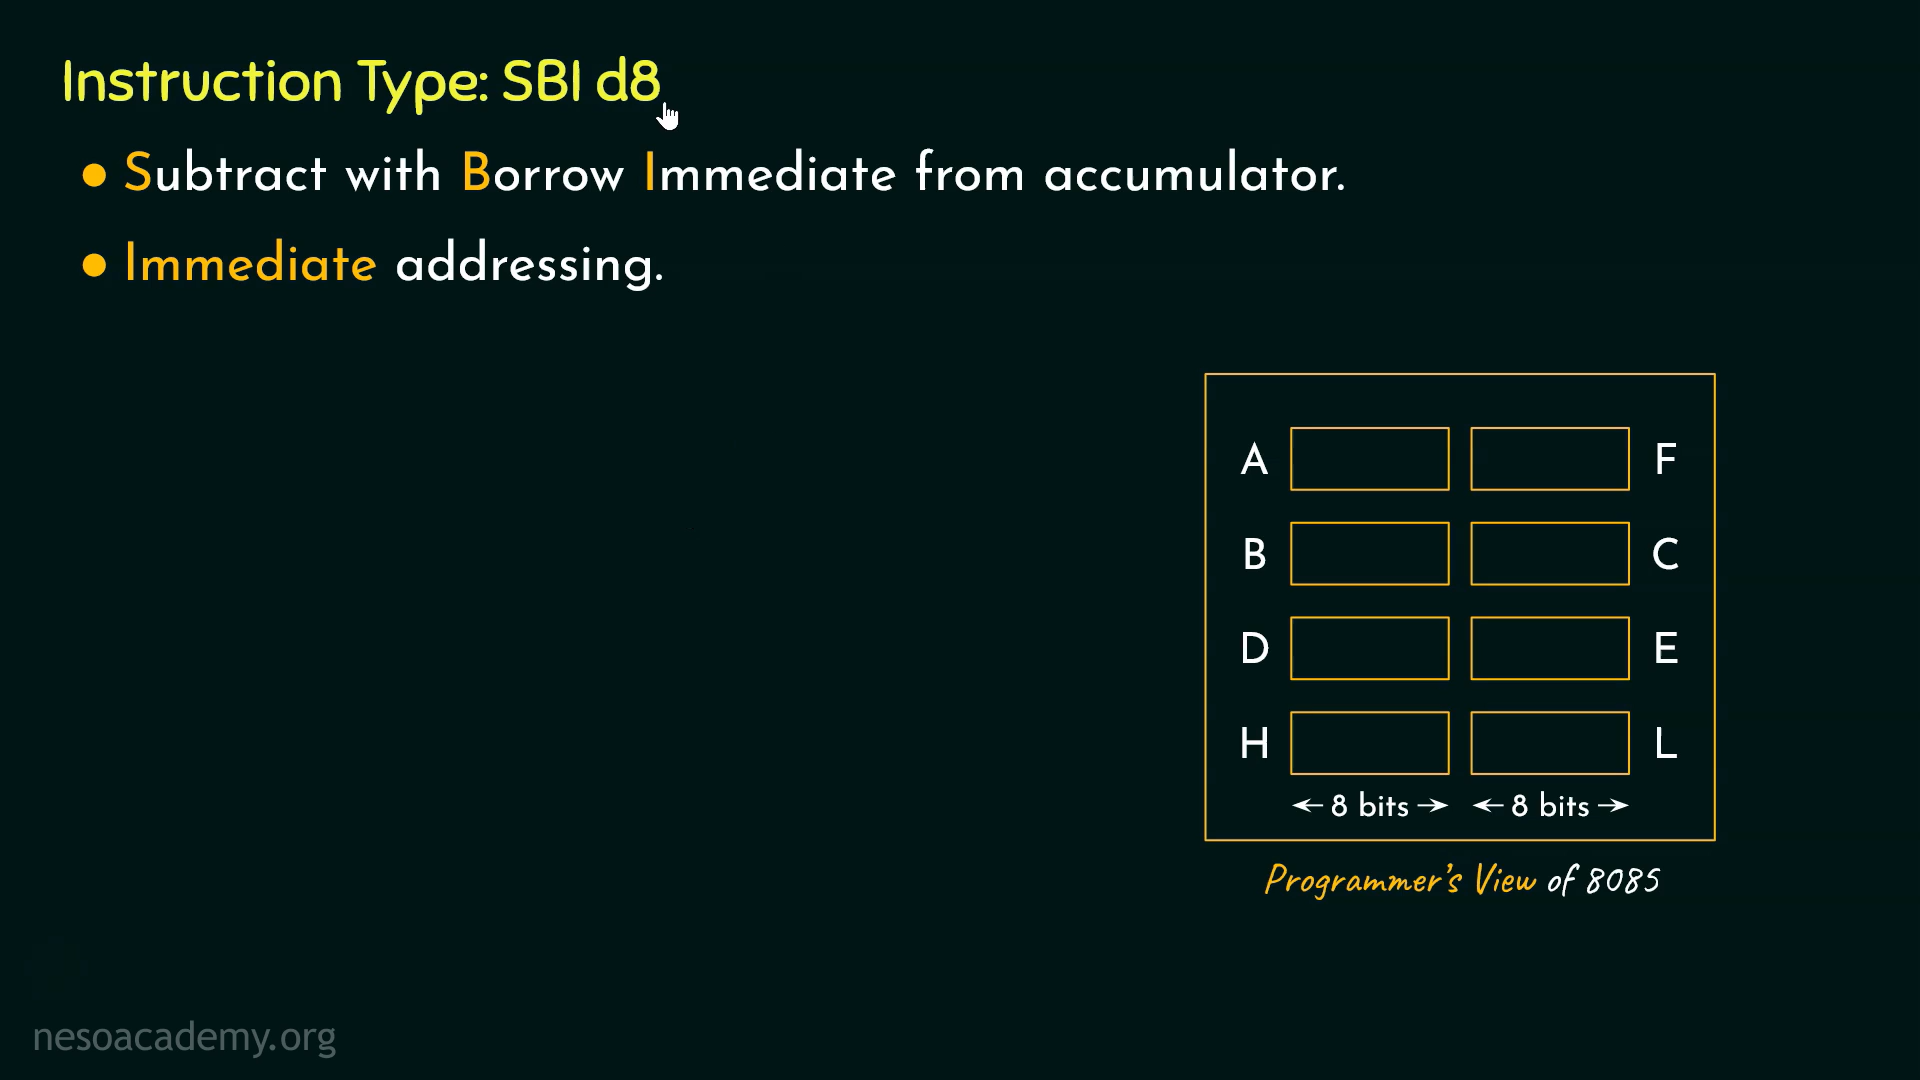 Instruction Type: SBI d8
● Subtract with Borrow Immediate from accumulator.
● Immediate addressing.
A F
B C
D E
H L
←8 bits→ ←8 bits→
Programmer's View of 8085
nesoacademy.org